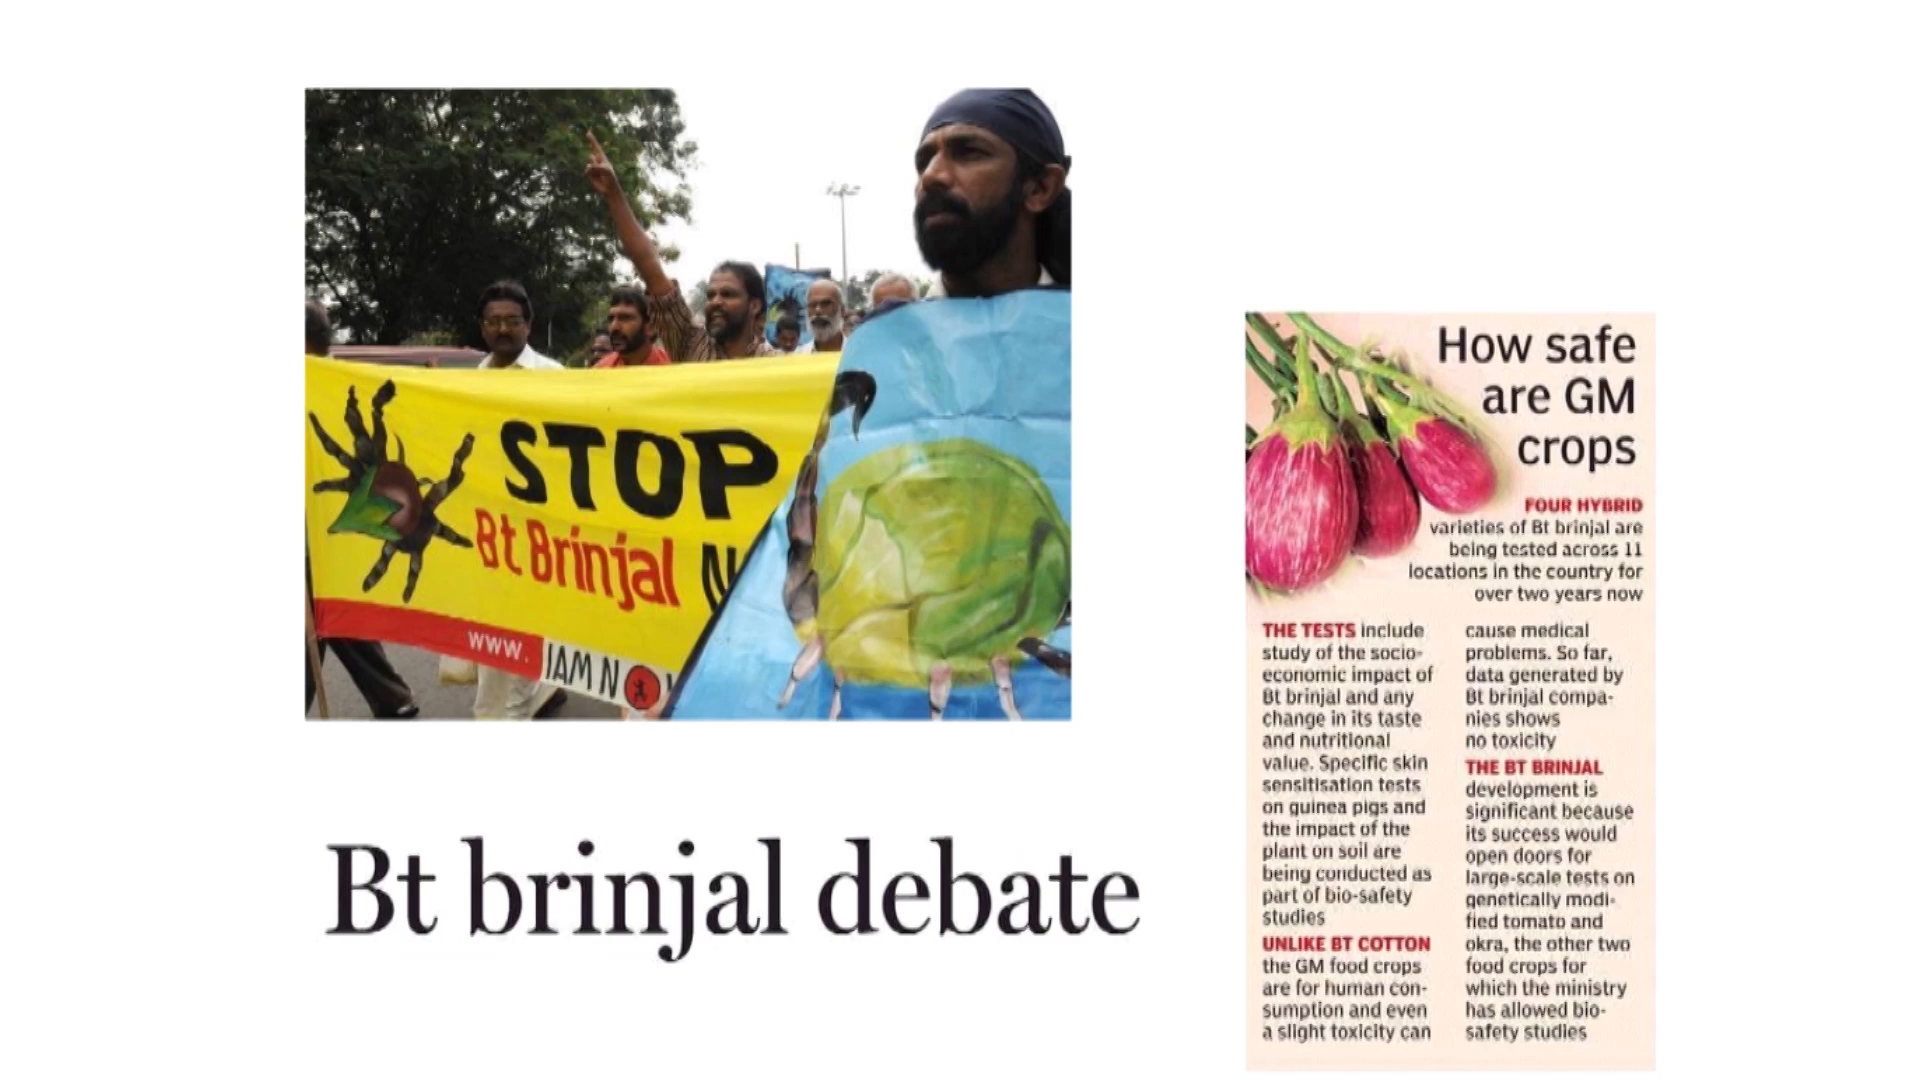 STOP
Bt Brinjal
www.
IAM N
Bt brinjal debate
How safe
are GM
crops
FOUR HYBRID
varieties of Bt brinjal are
being tested across 11
locations in the country for
over two years now
THE TESTS include
study of the socio-
economic impact of
Bt brinjal and any
change in its taste
and nutritional
value. Specific skin
sensitisation tests
on guinea pigs and
the impact of the
plant on soil are
being conducted as
part of bio-safety
studies
UNLIKE BT COTTON
the GM food crops
are for human con-
sumption and even
a slight toxicity can
cause medical
problems. So far,
data generated by
Bt brinjal compa-
nies shows
no toxicity
THE BT BRINJAL
development is
significant because
its success would
open doors for
large-scale tests on
genetically modi-
fied tomato and
okra, the other two
food crops for
which the ministry
has allowed bio-
safety studies